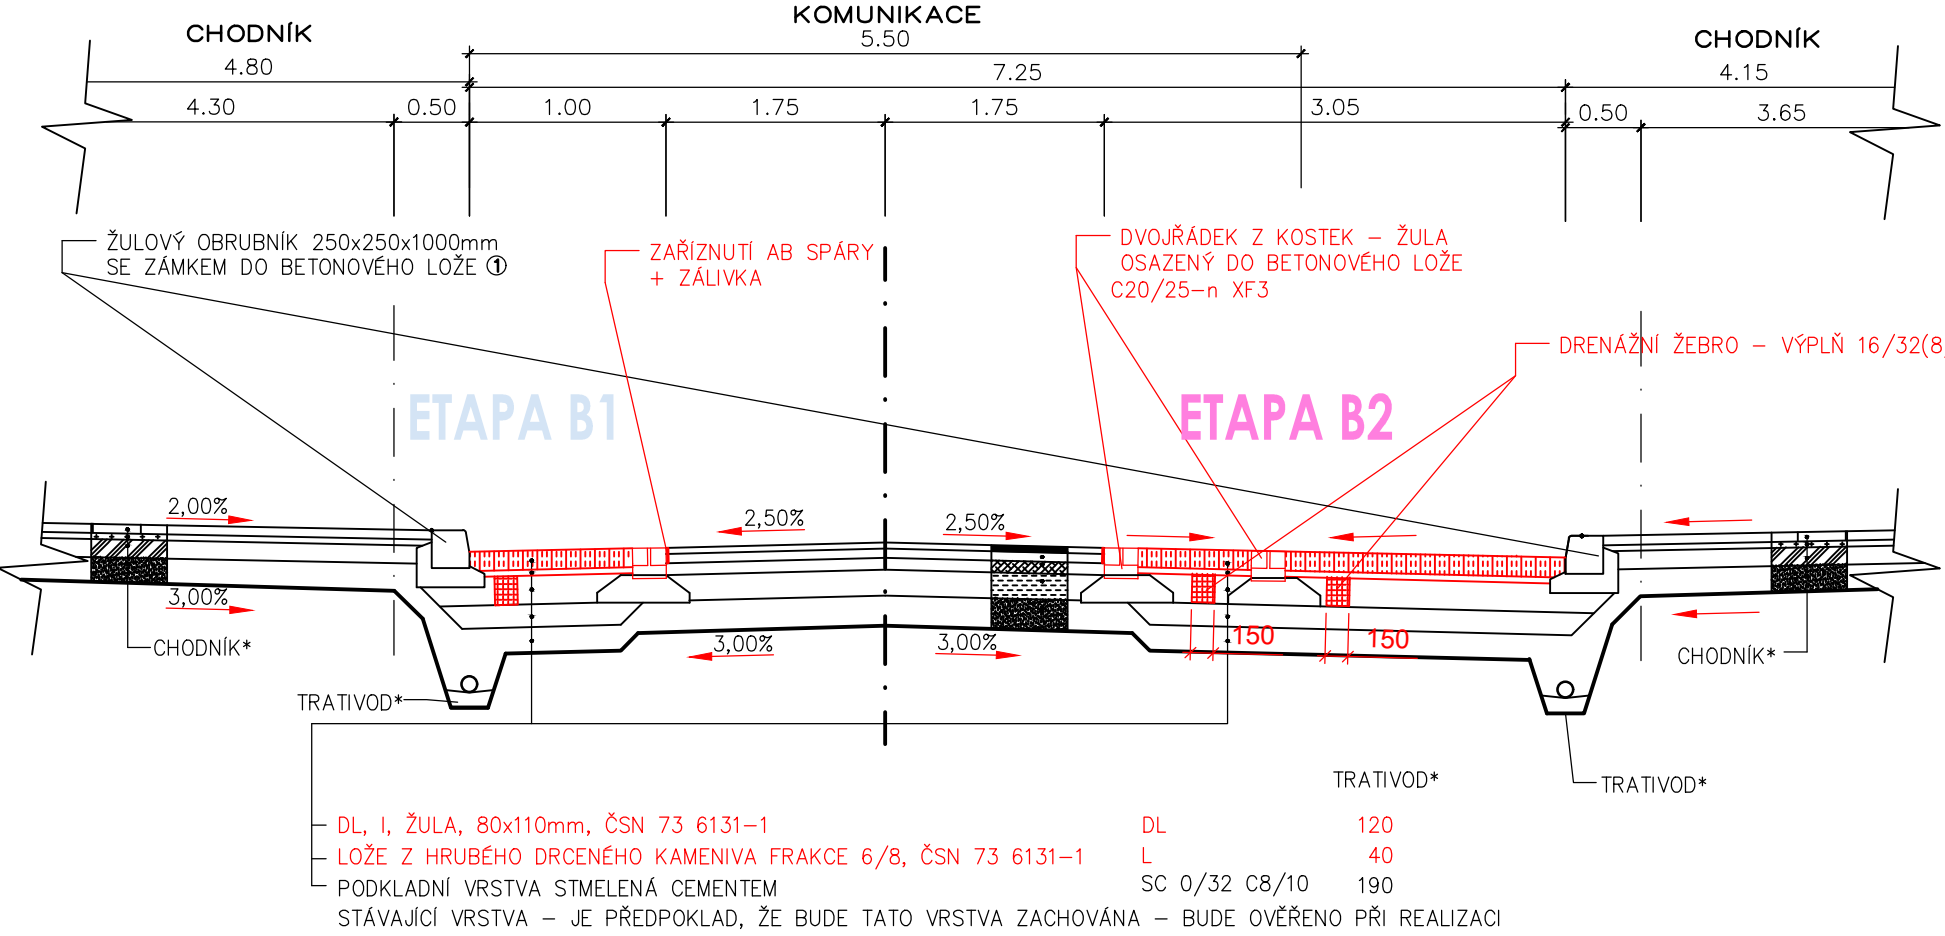 KOMUNIKACE
CHODNÍK
5.50
CHODNÍK
4.80
7.25
4.15
4.30
0.50
1.00
1.75
1.75
3.05
0.50
3.65
ŽULOVÝ OBRUBNÍK 250x250x1000mm
SE ZÁMKEM DO BETONOVÉHO LOŽE ①
ZAŘÍZNUTÍ AB SPÁRY
+ ZÁLIVKA
DVOJŘÁDEK Z KOSTEK – ŽULA
OSAZENÝ DO BETONOVÉHO LOŽE
C20/25–n XF3
DRENÁŽNÍ ŽEBRO – VÝPLŇ 16/32(8
ETAPA B1
ETAPA B2
2,00%
2,50%
2,50%
3,00%
3,00%
3,00%
150
150
CHODNÍK*
CHODNÍK*
TRATIVOD*
TRATIVOD*
TRATIVOD*
DL, I, ŽULA, 80x110mm, ČSN 73 6131–1 DL 120
LOŽE Z HRUBÉHO DRCENÉHO KAMENIVA FRAKCE 6/8, ČSN 73 6131–1 L 40
PODKLADNÍ VRSTVA STMELENÁ CEMENTEM SC 0/32 C8/10 190
STÁVAJÍCÍ VRSTVA – JE PŘEDPOKLAD, ŽE BUDE TATO VRSTVA ZACHOVÁNA – BUDE OVĚŘENO PŘI REALIZACI